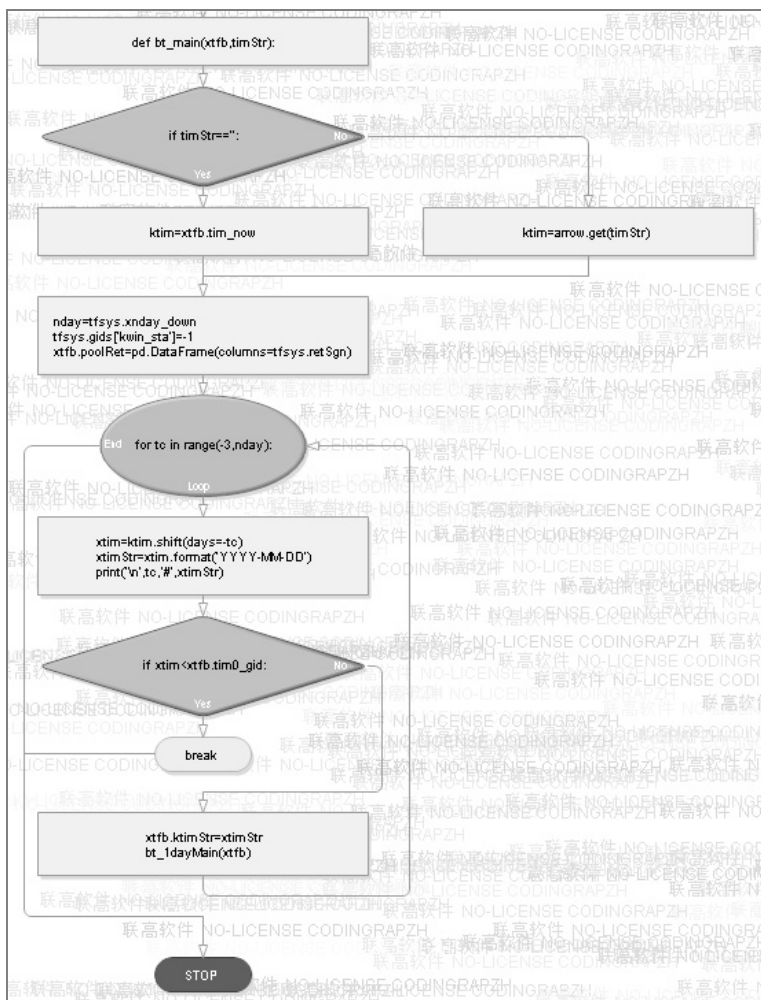 def bt_main(xtfb,timStr):
if timStr=='':
No
Yes
ktim=xtfb.tim_now
ktim=arrow.get(timStr)
nday=tfsys.xnday_down
tfsys.gids['kwin_sta']=-1
xtfb.poolRet=pd.DataFrame(columns=tfsys.retSgn)
End
for tc in range(-3,nday):
Loop
xtim=ktim.shift(days=-tc)
xtimStr=xtim.format('YYYY-MM-DD')
print('\n',tc,'#',xtimStr)
if xtim<xtfb.tim0_gid:
No
Yes
break
xtfb.ktimStr=xtimStr
bt_1dayMain(xtfb)
STOP
联高软件 NO-LICENSE CODINGRAPZH